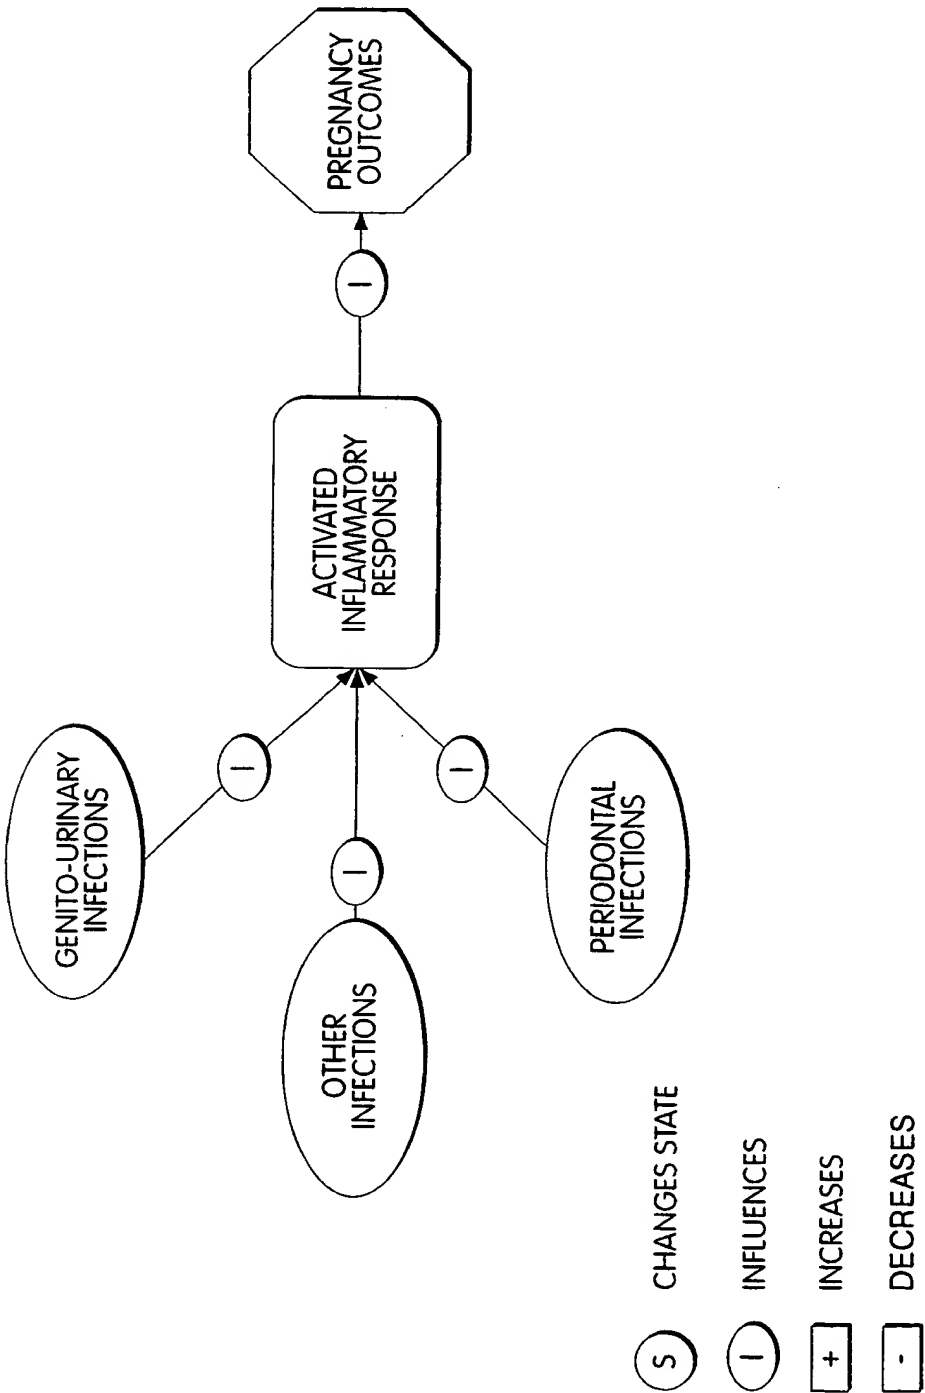 GENITO-URINARY
INFECTIONS
I
OTHER
INFECTIONS
I
PERIODONTAL
INFECTIONS
I
ACTIVATED
INFLAMMATORY
RESPONSE
I
PREGNANCY
OUTCOMES
S CHANGES STATE
I INFLUENCES
+ INCREASES
- DECREASES